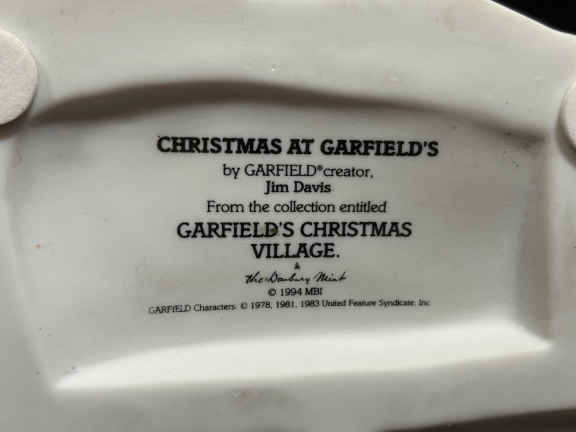 CHRISTMAS AT GARFIELD'S
by GARFIELD® creator,
Jim Davis
From the collection entitled
GARFIELD'S CHRISTMAS
VILLAGE.
&
The Danbury Mint
© 1994 MBI
GARFIELD Characters: © 1978, 1981, 1983 United Feature Syndicate, Inc